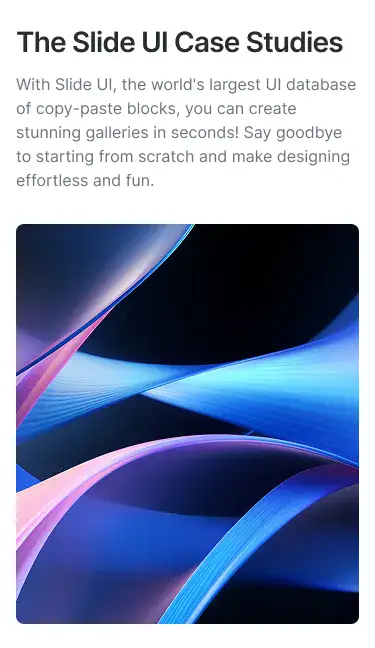 The Slide UI Case Studies
With Slide UI, the world's largest UI database
of copy-paste blocks, you can create
stunning galleries in seconds! Say goodbye
to starting from scratch and make designing
effortless and fun.